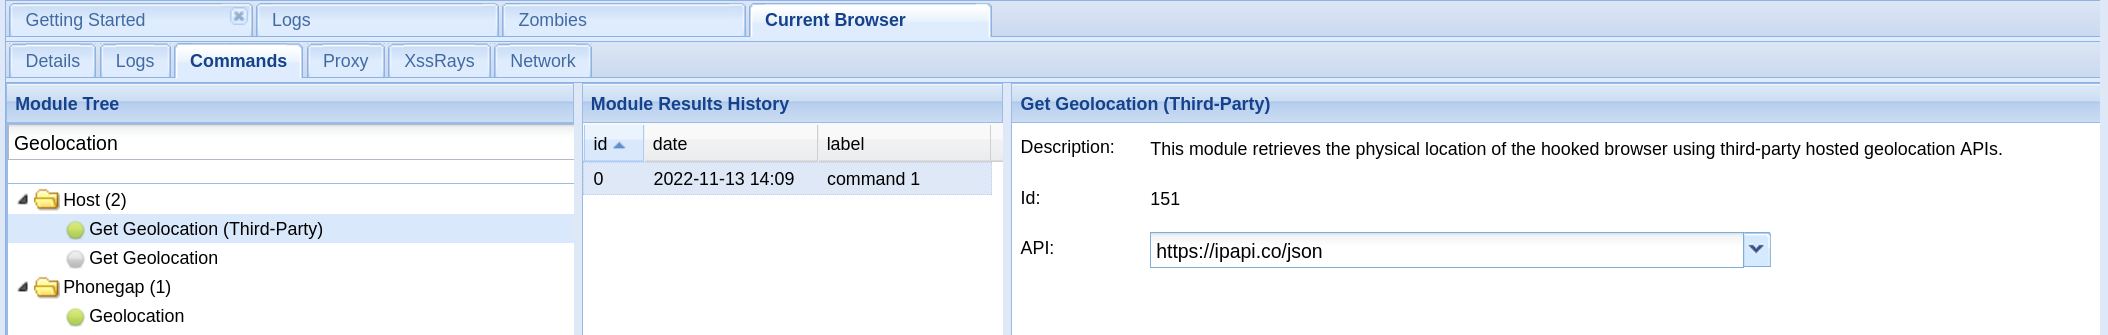 Getting Started Logs Zombies Current Browser
Details Logs Commands Proxy XssRays Network
Module Tree
Geolocation
Host (2)
Get Geolocation (Third-Party)
Get Geolocation
Phonegap (1)
Geolocation
Module Results History
id date label
0 2022-11-13 14:09 command 1
Get Geolocation (Third-Party)
Description: This module retrieves the physical location of the hooked browser using third-party hosted geolocation APIs.
Id: 151
API: https://ipapi.co/json